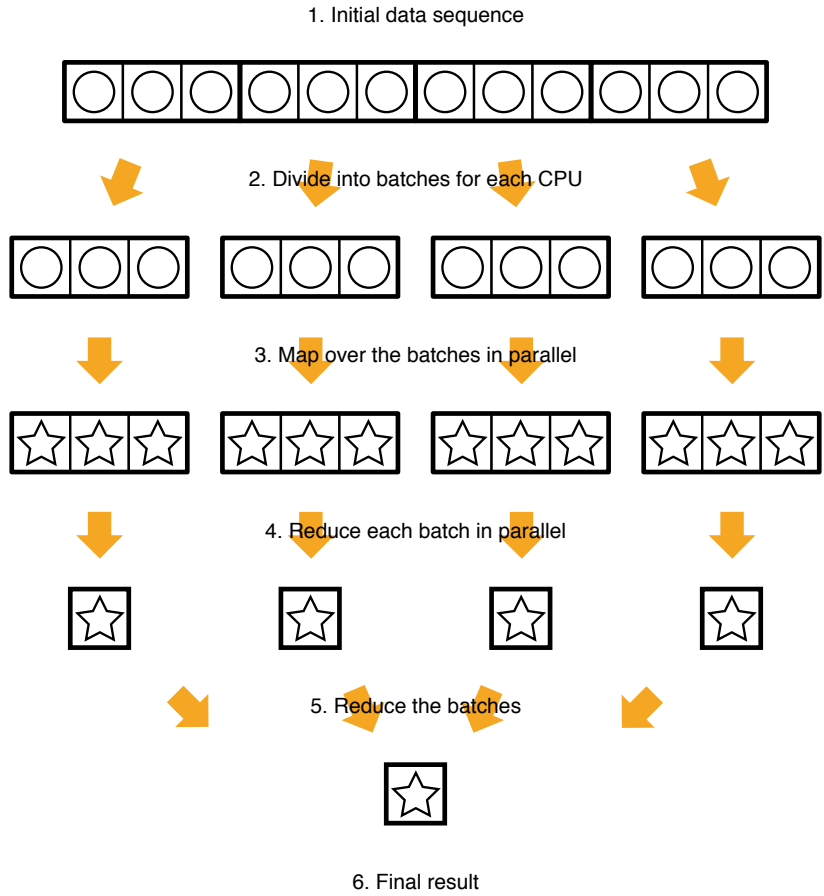 1. Initial data sequence
2. Divide into batches for each CPU
3. Map over the batches in parallel
4. Reduce each batch in parallel
5. Reduce the batches
6. Final result